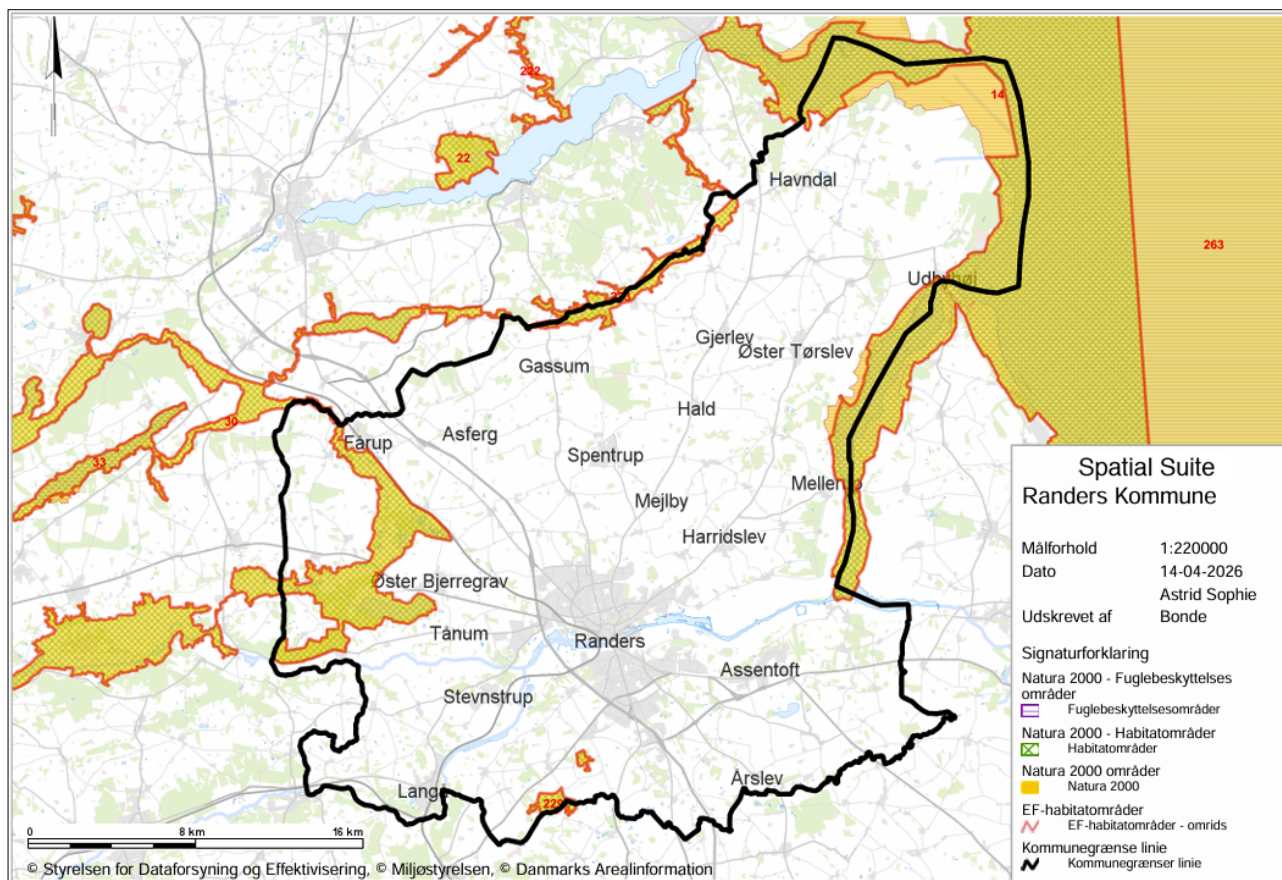 222
14
22
Havndal
263
Udbyhøj
Gjerlev
Øster Tørslev
Gassum
Hald
30
Fårup
Asferg
Spentrup
33
Mellerup
Mejlby
Harridslev
Øster Bjerregrav
Tånum
Randers
Assentoft
Stevnstrup
Langå
229
Årslev
0 8 km 16 km
© Styrelsen for Dataforsyning og Effektivisering, © Miljøstyrelsen, © Danmarks Arealinformation
Spatial Suite
Randers Kommune
Målforhold 1:220000
Dato 14-04-2026
Astrid Sophie
Udskrevet af Bonde
Signaturforklaring
Natura 2000 - Fuglebeskyttelses
områder
Fuglebeskyttelsesområder
Natura 2000 - Habitatområder
Habitatområder
Natura 2000 områder
Natura 2000
EF-habitatområder
EF-habitatområder - omrids
Kommunegrænse linie
Kommunegrænser linie